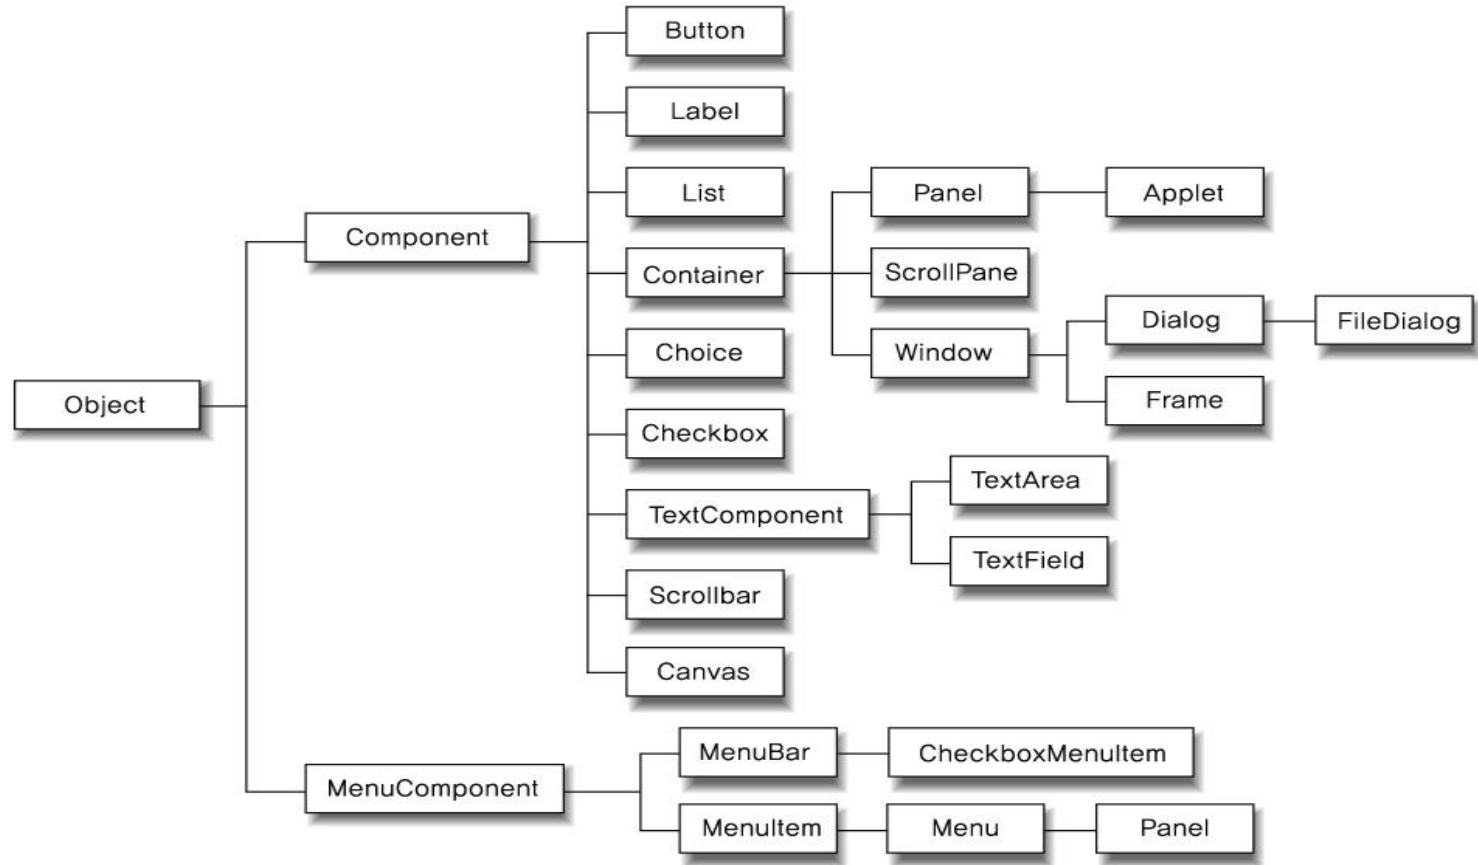 Button
Label
List
Panel
Applet
Component
Container
ScrollPane
Dialog
FileDialog
Choice
Window
Object
Frame
Checkbox
TextArea
TextComponent
TextField
Scrollbar
Canvas
MenuBar
CheckboxMenuItem
MenuComponent
MenuItem
Menu
Panel